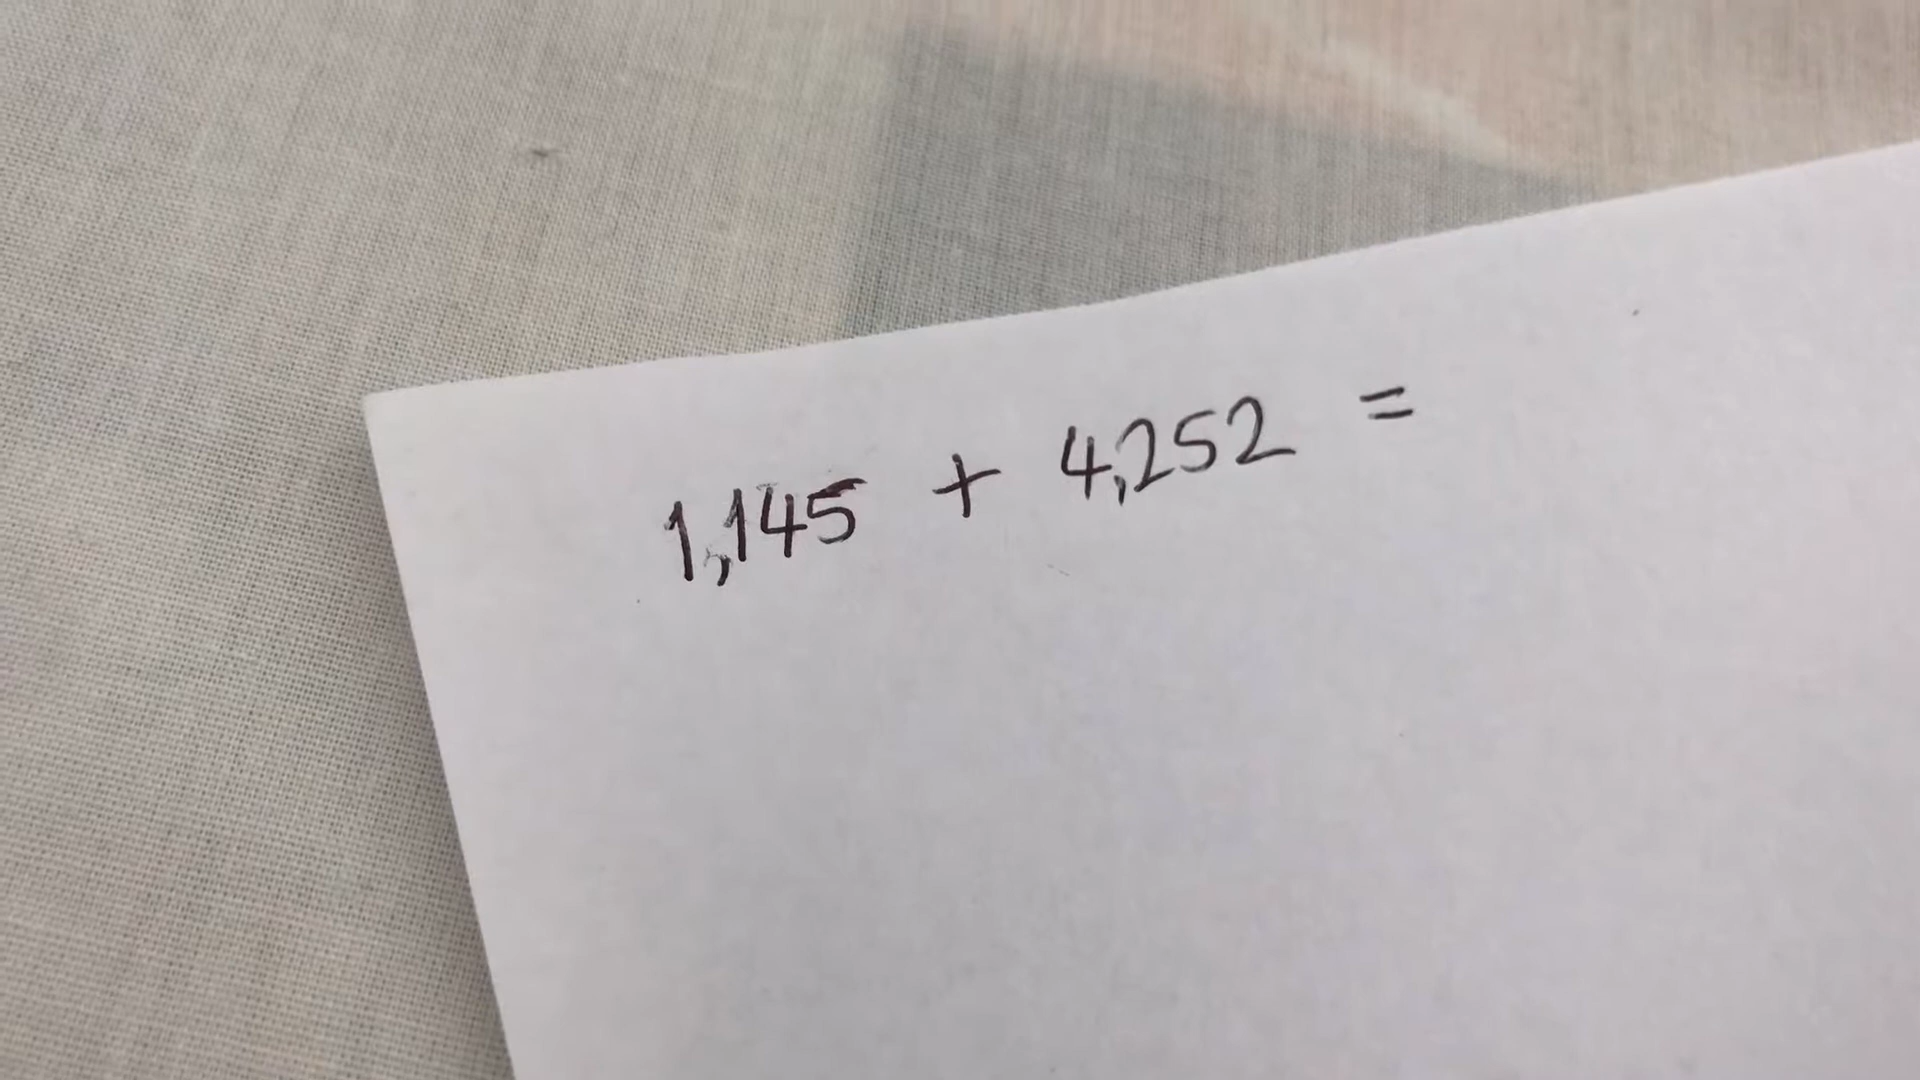 1,145 + 4,252 =